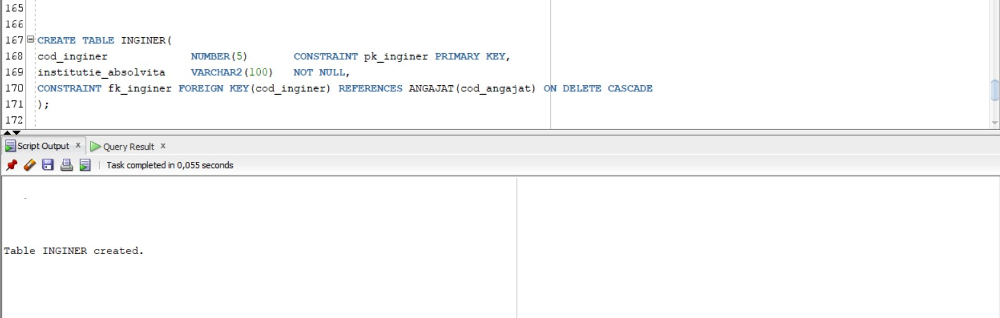 165
166
167 CREATE TABLE INGINER(
168 cod_inginer NUMBER(5) CONSTRAINT pk_inginer PRIMARY KEY,
169 institutie_absolvita VARCHAR2(100) NOT NULL,
170 CONSTRAINT fk_inginer FOREIGN KEY(cod_inginer) REFERENCES ANGAJAT(cod_angajat) ON DELETE CASCADE
171 );
172
Script Output x Query Result x
Task completed in 0,055 seconds
Table INGINER created.